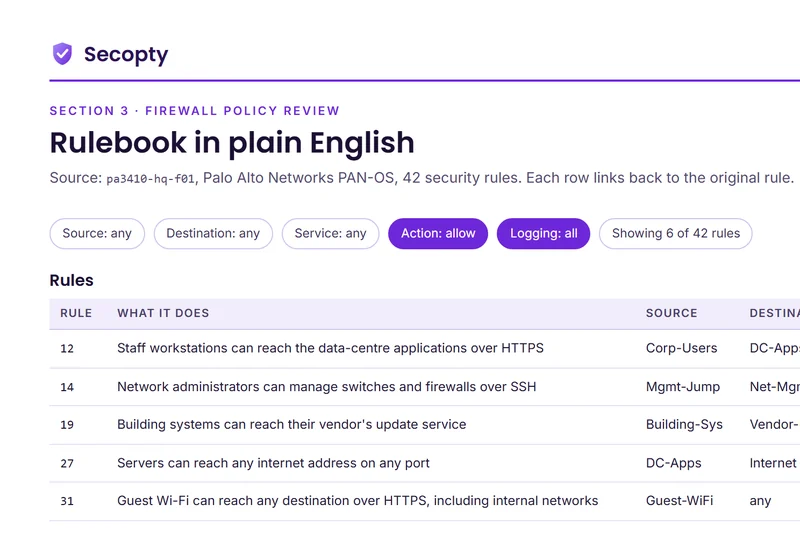 Secopty
SECTION 3 · FIREWALL POLICY REVIEW
Rulebook in plain English
Source: pa3410-hq-f01, Palo Alto Networks PAN-OS, 42 security rules. Each row links back to the original rule.
Source: any Destination: any Service: any Action: allow Logging: all Showing 6 of 42 rules
Rules
RULE WHAT IT DOES SOURCE DESTINA
12 Staff workstations can reach the data-centre applications over HTTPS Corp-Users DC-Apps
14 Network administrators can manage switches and firewalls over SSH Mgmt-Jump Net-Mgm
19 Building systems can reach their vendor's update service Building-Sys Vendor-
27 Servers can reach any internet address on any port DC-Apps Internet
31 Guest Wi-Fi can reach any destination over HTTPS, including internal networks Guest-WiFi any